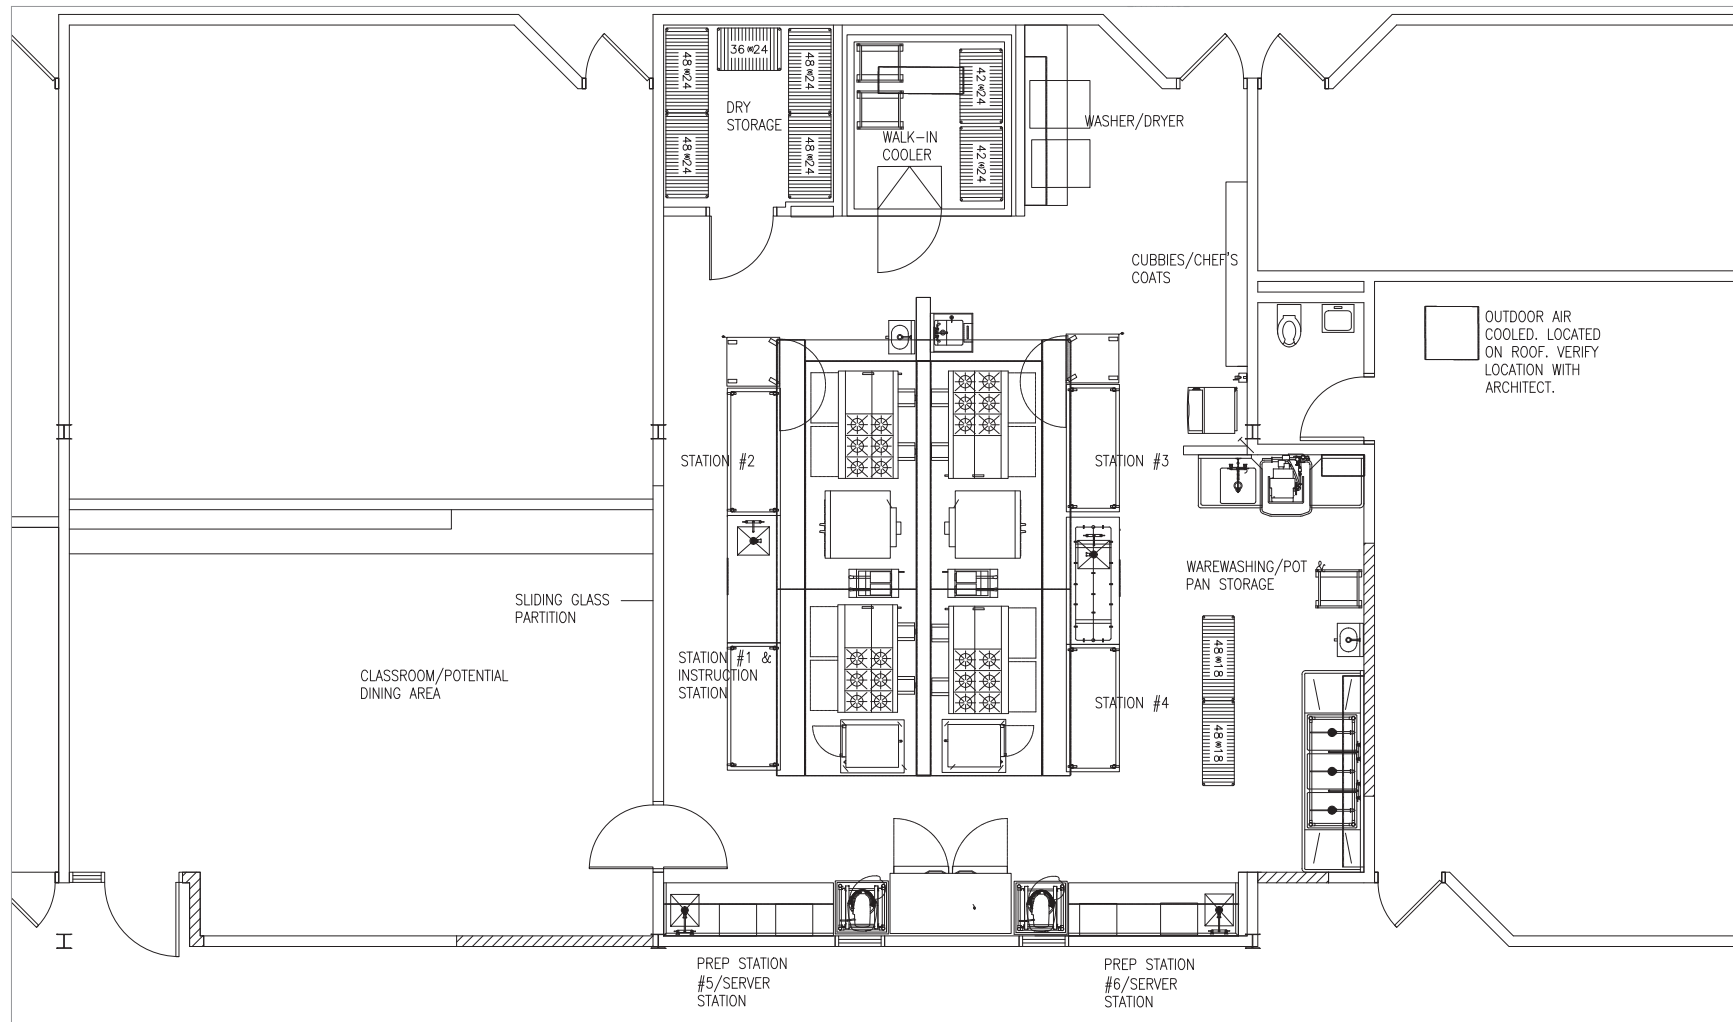 36x24
48x24
48x24
42x24
DRY
STORAGE
WASHER/DRYER
WALK-IN
COOLER
48x24
48x24
42x24
CUBBIES/CHEF'S
COATS
OUTDOOR AIR
COOLED. LOCATED
ON ROOF. VERIFY
LOCATION WITH
ARCHITECT.
STATION #2
STATION #3
WAREWASHING/POT &
PAN STORAGE
SLIDING GLASS
PARTITION
STATION #1 &
INSTRUCTION
STATION
48x18
CLASSROOM/POTENTIAL
DINING AREA
STATION #4
48x18
PREP STATION
#5/SERVER
STATION
PREP STATION
#6/SERVER
STATION